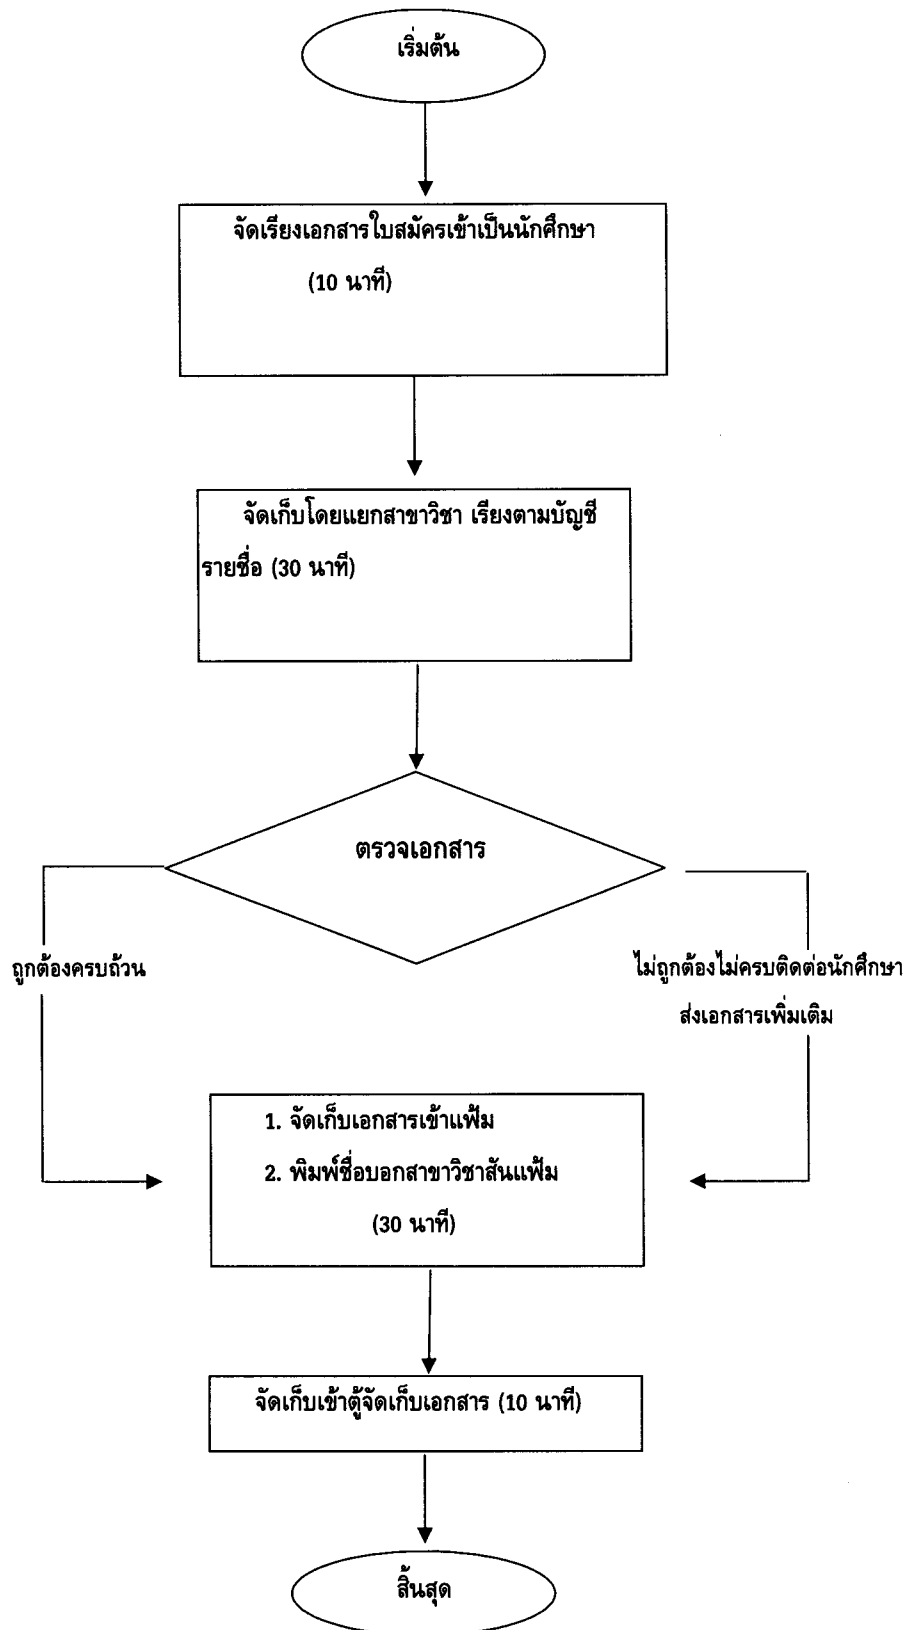 เริ่มต้น
จัดเรียงเอกสารใบสมัครเข้าเป็นนักศึกษา
(10 นาที)
จัดเก็บโดยแยกสาขาวิชา เรียงตามบัญชี
รายชื่อ (30 นาที)
ตรวจเอกสาร
ถูกต้องครบถ้วน
ไม่ถูกต้องไม่ครบติดต่อนักศึกษา
ส่งเอกสารเพิ่มเติม
1. จัดเก็บเอกสารเข้าแฟ้ม
2. พิมพ์ชื่อบอกสาขาวิชาสันแฟ้ม
(30 นาที)
จัดเก็บเข้าตู้จัดเก็บเอกสาร (10 นาที)
สิ้นสุด